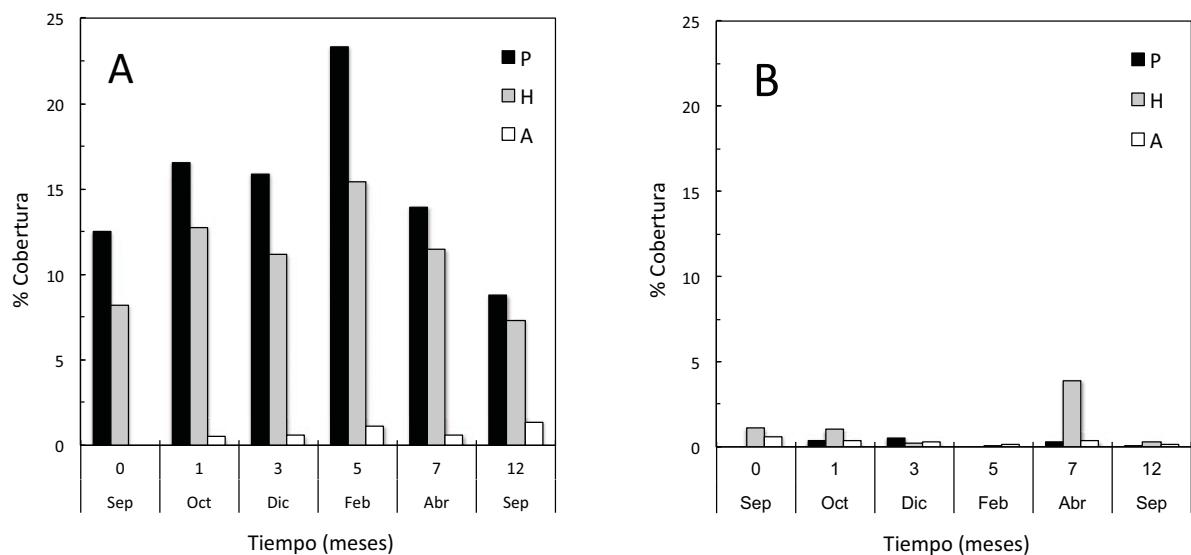 25
20
15
10
5
0
% Cobertura
A
P
H
A
0 1 3 5 7 12
Sep Oct Dic Feb Abr Sep
Tiempo (meses)
25
20
15
10
5
0
% Cobertura
B
P
H
A
0 1 3 5 7 12
Sep Oct Dic Feb Abr Sep
Tiempo (meses)